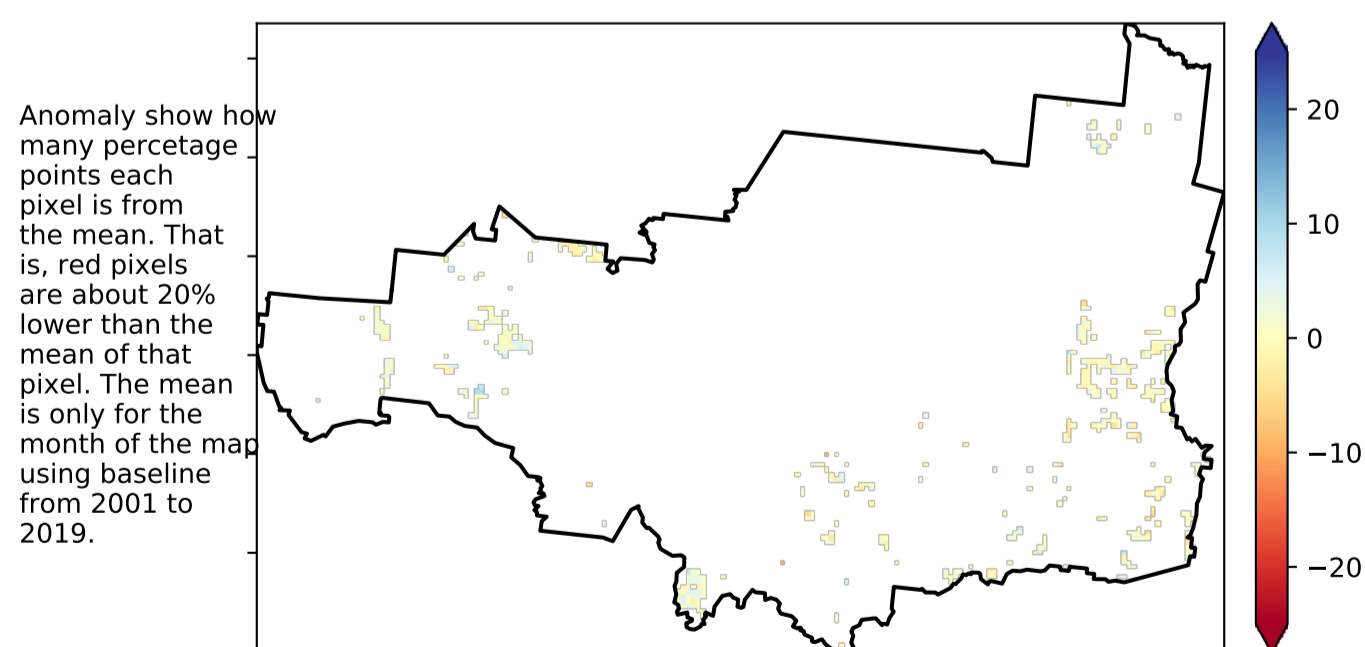 Anomaly show how
many percetage
points each
pixel is from
the mean. That
is, red pixels
are about 20%
lower than the
mean of that
pixel. The mean
is only for the
month of the map
using baseline
from 2001 to
2019.
20
10
0
−10
−20